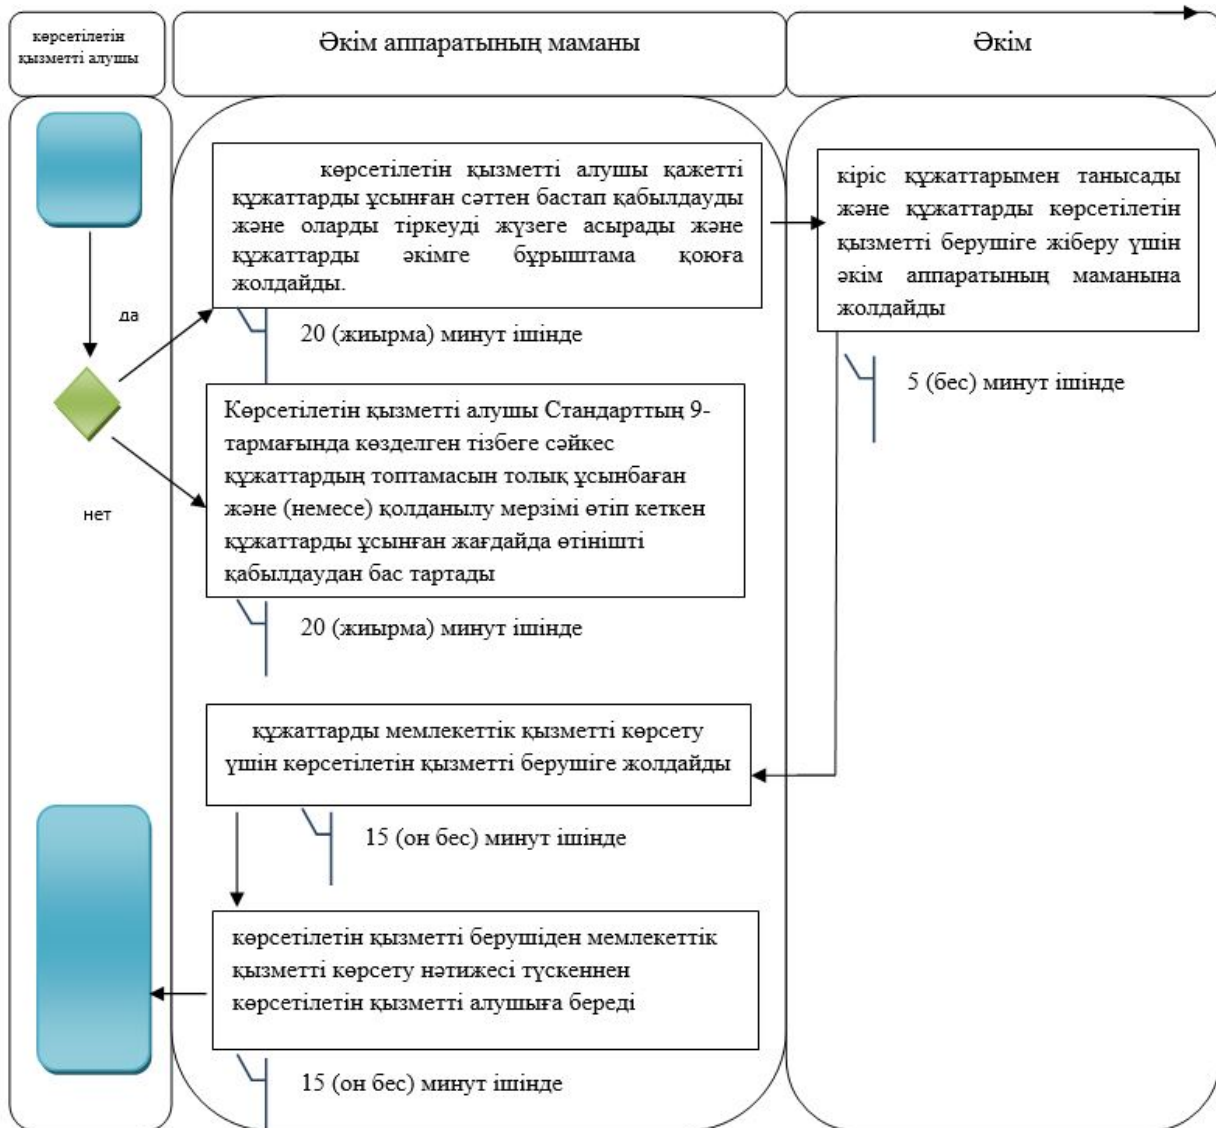 көрсетілетін
қызметті алушы
Әкім аппаратының маманы
Әкім
көрсетілетін қызметті алушы қажетті
құжаттарды ұсынған сәттен бастап қабылдауды
және оларды тіркеуді жүзеге асырады және
құжаттарды әкімге бұрыштама қоюға
жолдайды.
кіріс құжаттарымен танысады
және құжаттарды көрсетілетін
қызметті берушіге жіберу үшін
әкім аппаратының маманына
жолдайды
да
20 (жиырма) минут ішінде
5 (бес) минут ішінде
Көрсетілетін қызметті алушы Стандарттың 9-
тармағында көзделген тізбеге сәйкес
құжаттардың топтамасын толық ұсынбаған
және (немесе) қолданылу мерзімі өтіп кеткен
құжаттарды ұсынған жағдайда өтінішті
қабылдаудан бас тартады
нет
20 (жиырма) минут ішінде
құжаттарды мемлекеттік қызметті көрсету
үшін көрсетілетін қызметті берушіге жолдайды
15 (он бес) минут ішінде
көрсетілетін қызметті берушіден мемлекеттік
қызметті көрсету нәтижесі түскеннен
көрсетілетін қызметті алушыға береді
15 (он бес) минут ішінде